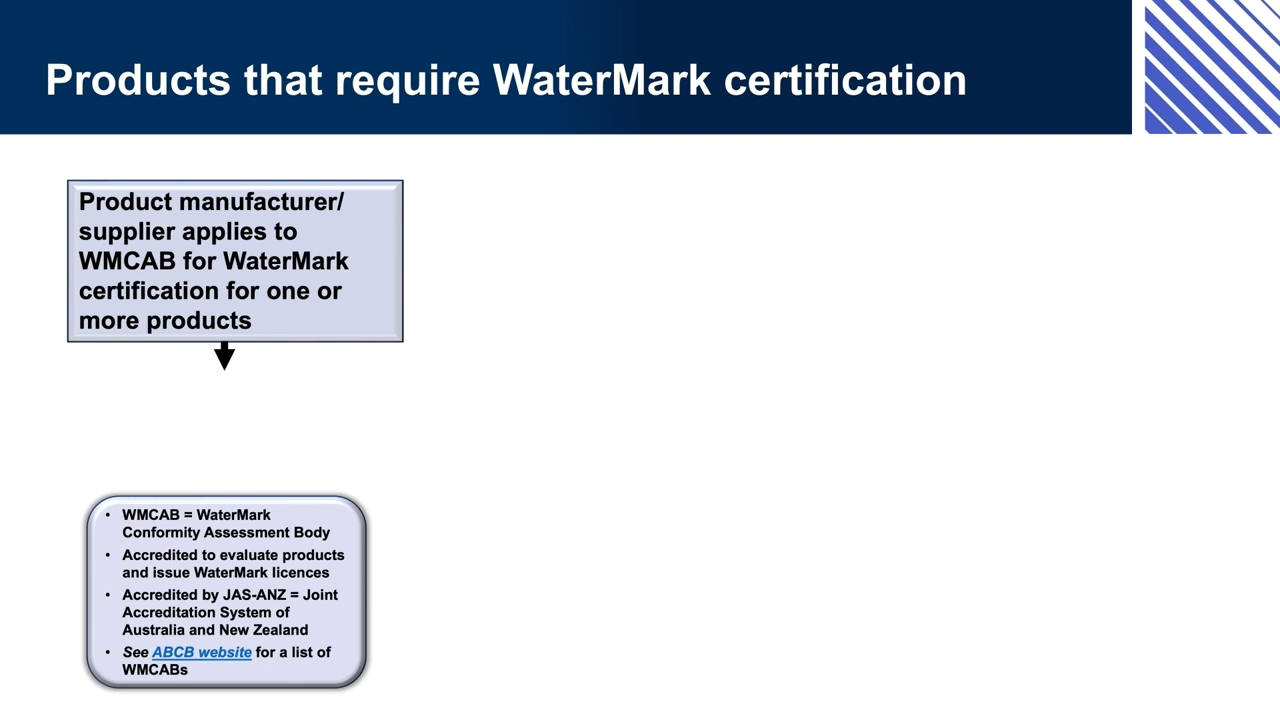 Products that require WaterMark certification
Product manufacturer/
supplier applies to
WMCAB for WaterMark
certification for one or
more products
• WMCAB = WaterMark
Conformity Assessment Body
• Accredited to evaluate products
and issue WaterMark licences
• Accredited by JAS-ANZ = Joint
Accreditation System of
Australia and New Zealand
• See ABCB website for a list of
WMCABs